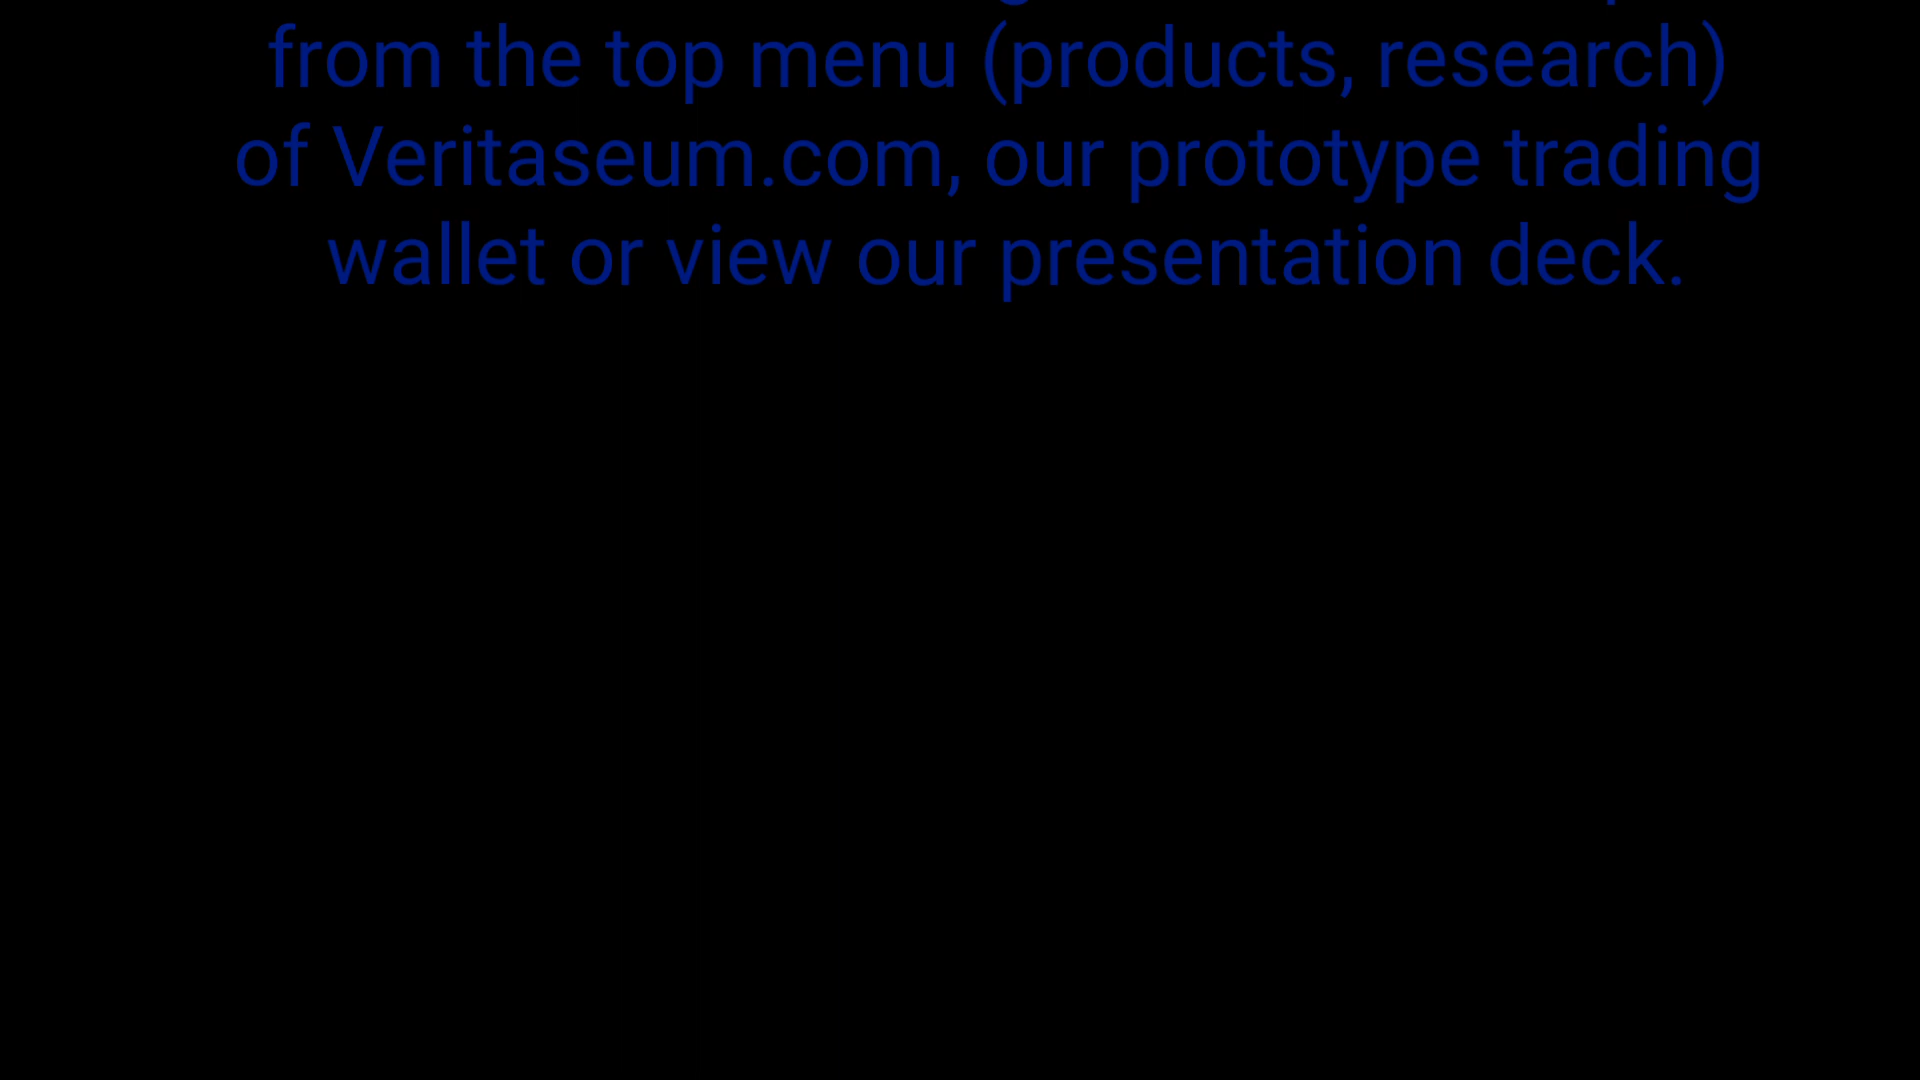 from the top menu (products, research)
of Veritaseum.com, our prototype trading
wallet or view our presentation deck.